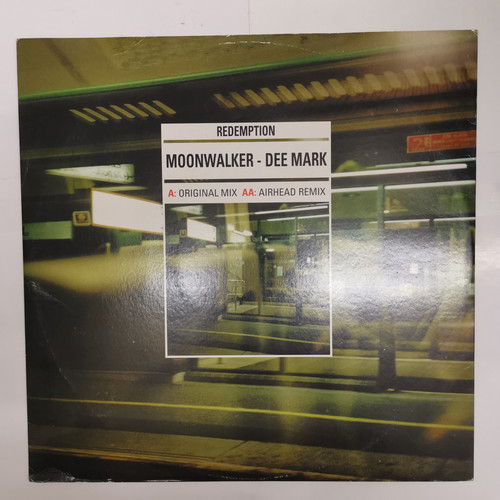 REDEMPTION
MOONWALKER - DEE MARK
A: ORIGINAL MIX AA: AIRHEAD REMIX